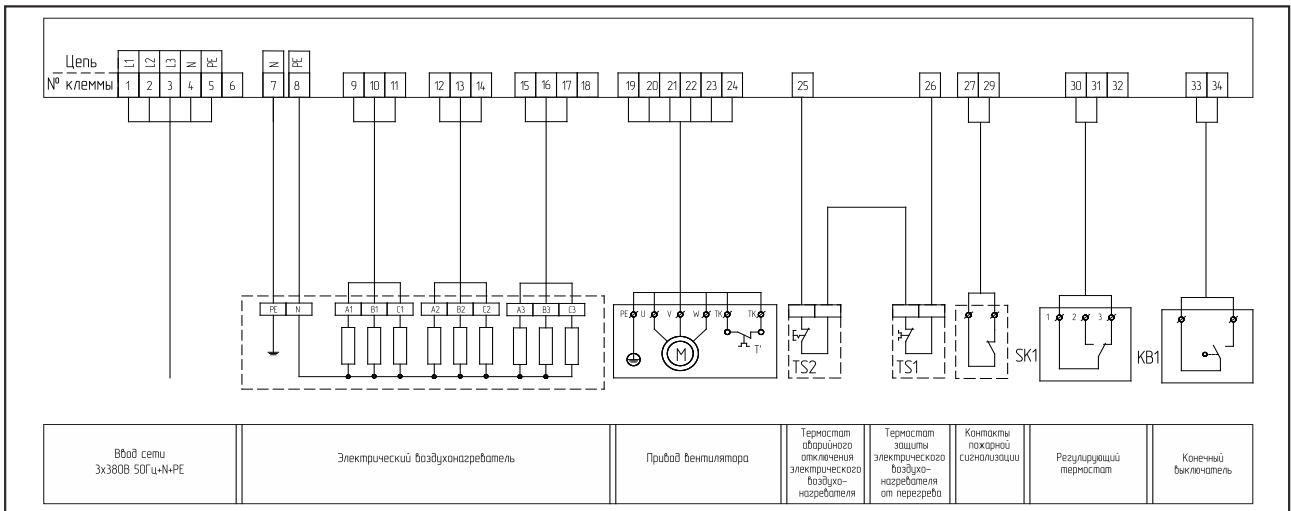 Цепь L1 L2 L3 N PE N PE
№ клеммы 1 2 3 4 5 6 7 8 9 10 11 12 13 14 15 16 17 18 19 20 21 22 23 24 25 26 27 29 30 31 32 33 34
PE N A1 B1 C1 A2 B2 C2 A3 B3 C3
PE U V W TK TK 1 2 3
M T'
TS2 TS1 SK1 KB1
Ввод сети
3x380В 50Гц+N+PE
Электрический воздухонагреватель
Привод вентилятора
Термостат
аварийного
отключения
электрического
воздухо-
нагревателя
Термостат
защиты
электрического
воздухо-
нагревателя
от перегрева
Контакты
пожарной
сигнализации
Регулирующий
термостат
Конечный
выключатель